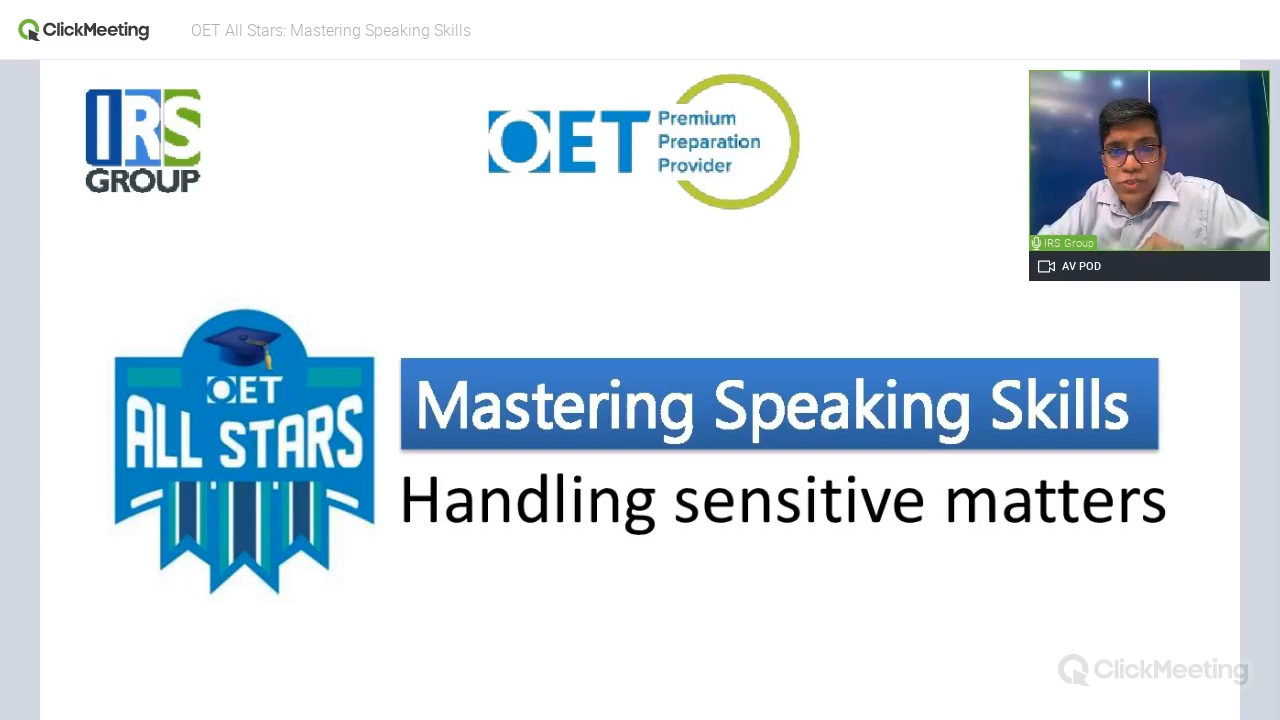 ClickMeeting
OET All Stars: Mastering Speaking Skills
IRS
GROUP
OET
Premium
Preparation
Provider
IRS Group
AV POD
OET
ALL STARS
Mastering Speaking Skills
Handling sensitive matters
ClickMeeting